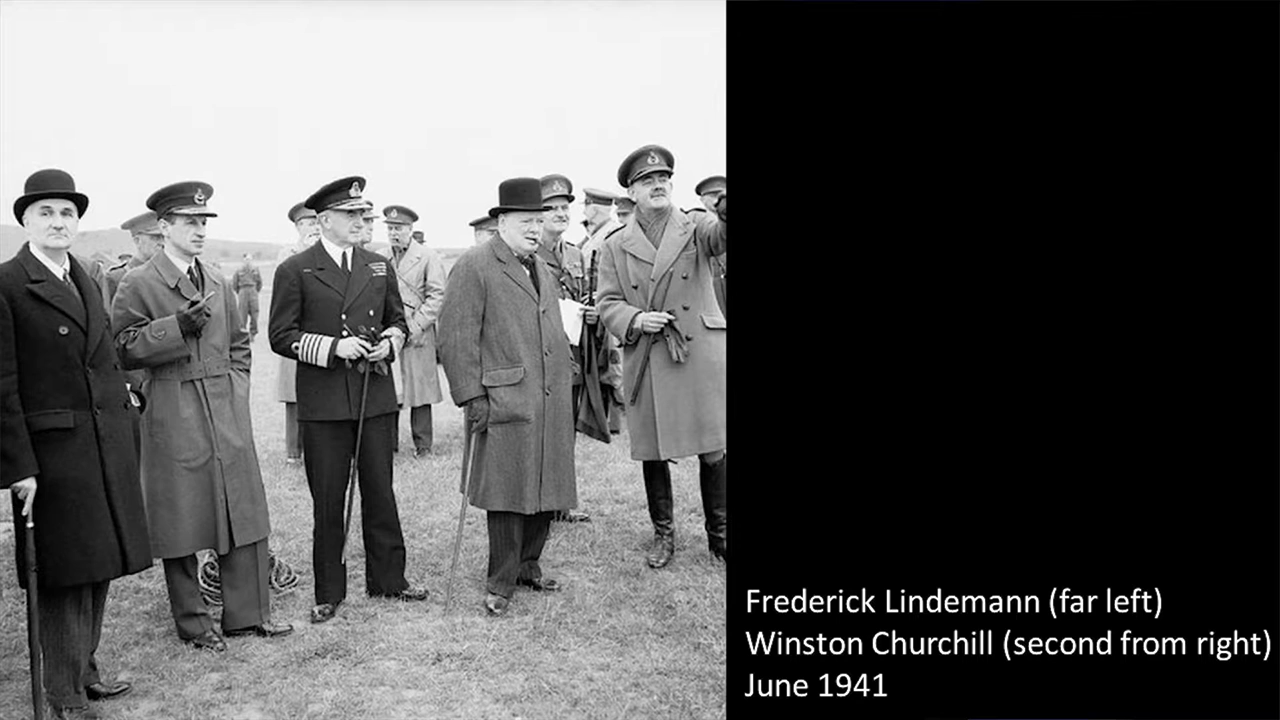 Frederick Lindemann (far left)
Winston Churchill (second from right)
June 1941